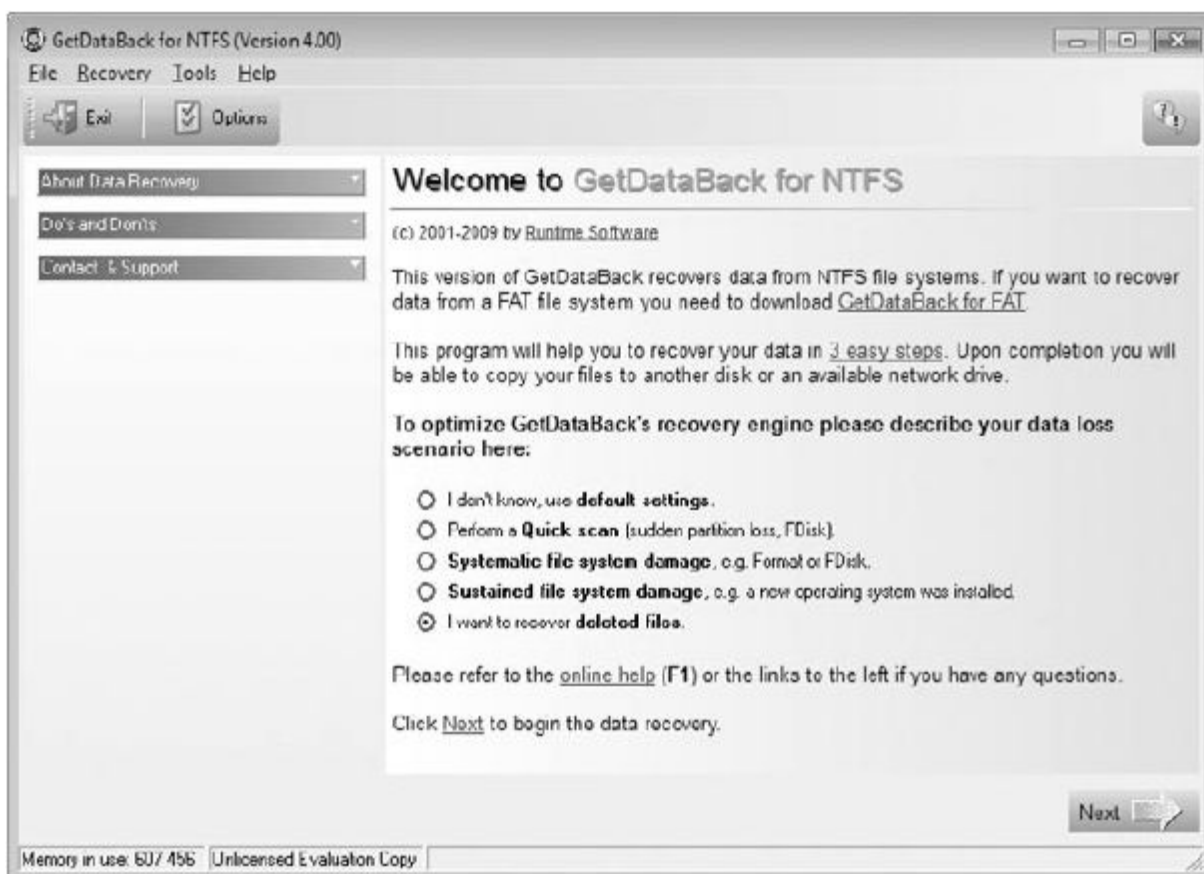 GetDataBack for NTFS (Version 4.00)
File Recovery Tools Help
Exit Options
About Data Recovery
Do's and Don'ts
Contact & Support
Welcome to GetDataBack for NTFS
(c) 2001-2009 by Runtime Software
This version of GetDataBack recovers data from NTFS file systems. If you want to recover
data from a FAT file system you need to download GetDataBack for FAT.
This program will help you to recover your data in 3 easy steps. Upon completion you will
be able to copy your files to another disk or an available network drive.
To optimize GetDataBack's recovery engine please describe your data loss
scenario here:
I don't know, use default settings.
Perform a Quick scan (sudden partition loss, FDisk).
Systematic file system damage, e.g. Format or FDisk.
Sustained file system damage, e.g. a new operating system was installed.
I want to recover deleted files.
Please refer to the online help (F1) or the links to the left if you have any questions.
Click Next to begin the data recovery.
Next
Memory in use: 607 456 Unlicensed Evaluation Copy